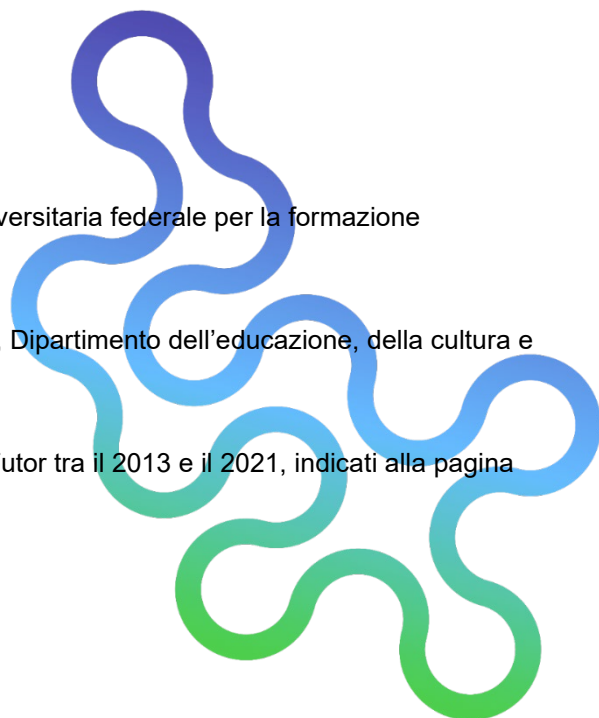 versitaria federale per la formazione
Dipartimento dell’educazione, della cultura e
utor tra il 2013 e il 2021, indicati alla pagina